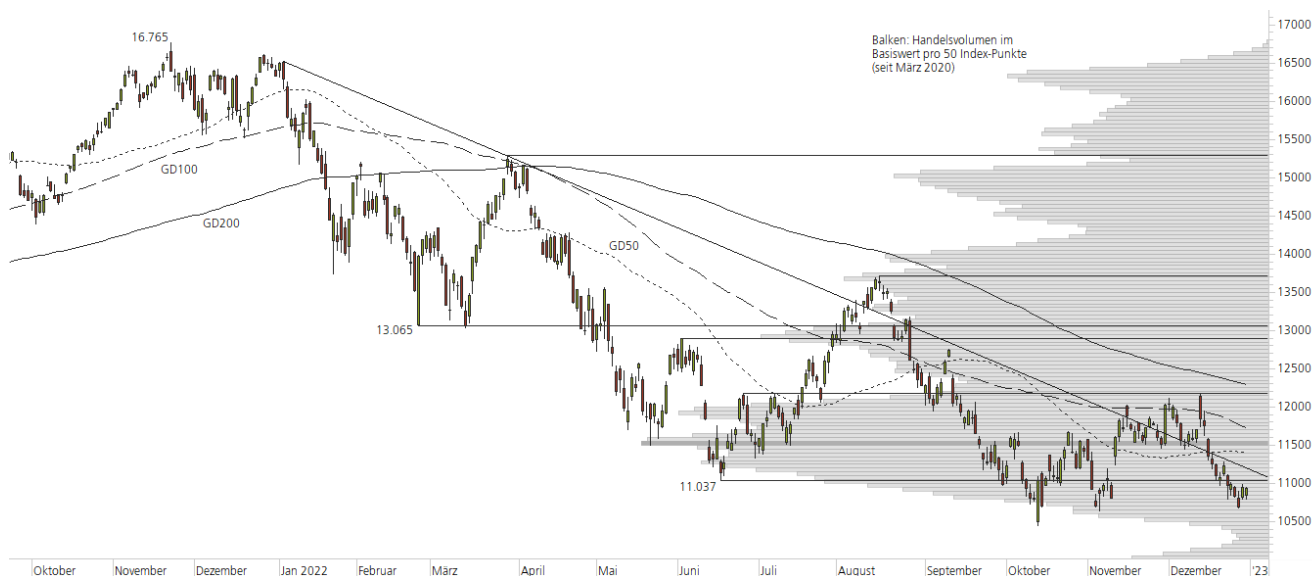 16.765
Balken: Handelsvolumen im
Basiswert pro 50 Index-Punkte
(seit März 2020)
GD100
GD200
GD50
13.065
11.037
17000
16500
16000
15500
15000
14500
14000
13500
13000
12500
12000
11500
11000
10500
Oktober November Dezember Jan 2022 Februar März April Mai Juni Juli August September Oktober November Dezember '23